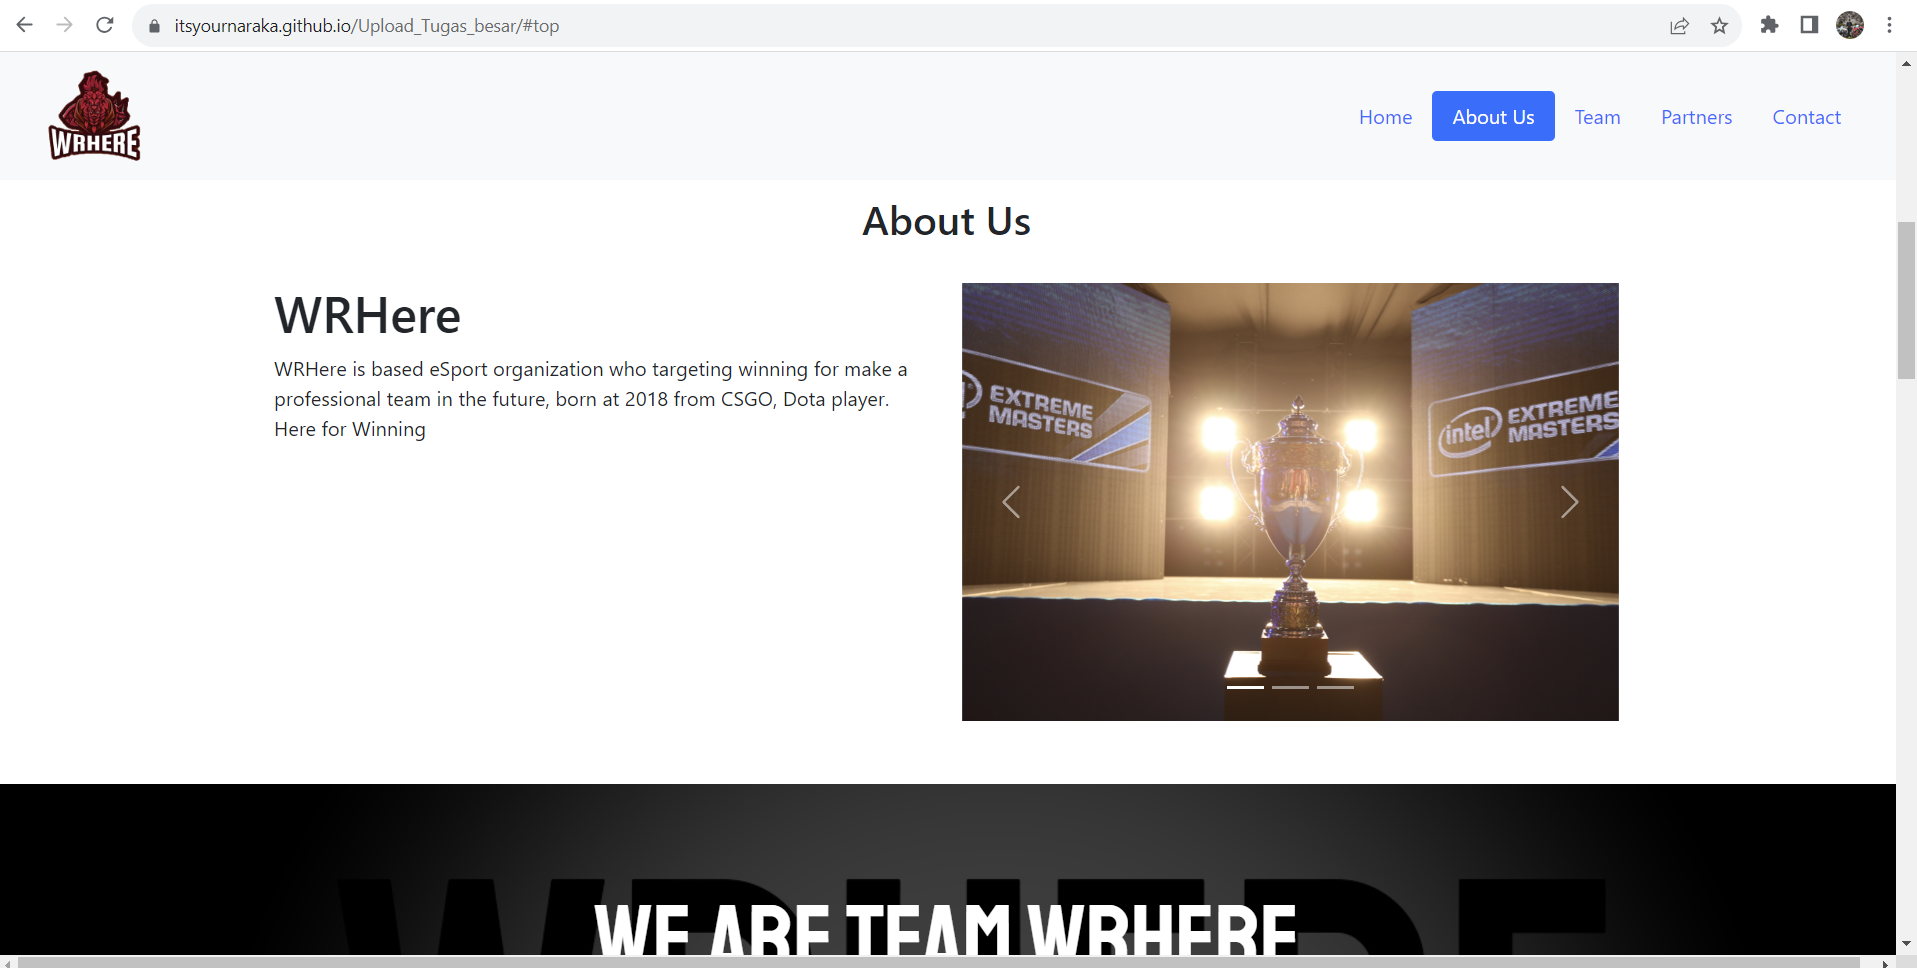 itsyournaraka.github.io/Upload_Tugas_besar/#top
WRHERE
Home About Us Team Partners Contact
About Us
WRHere
WRHere is based eSport organization who targeting winning for make a
professional team in the future, born at 2018 from CSGO, Dota player.
Here for Winning
EXTREME
MASTERS
intel EXTREME
MASTERS
WRHERE
WE ARE TEAM WRHERE